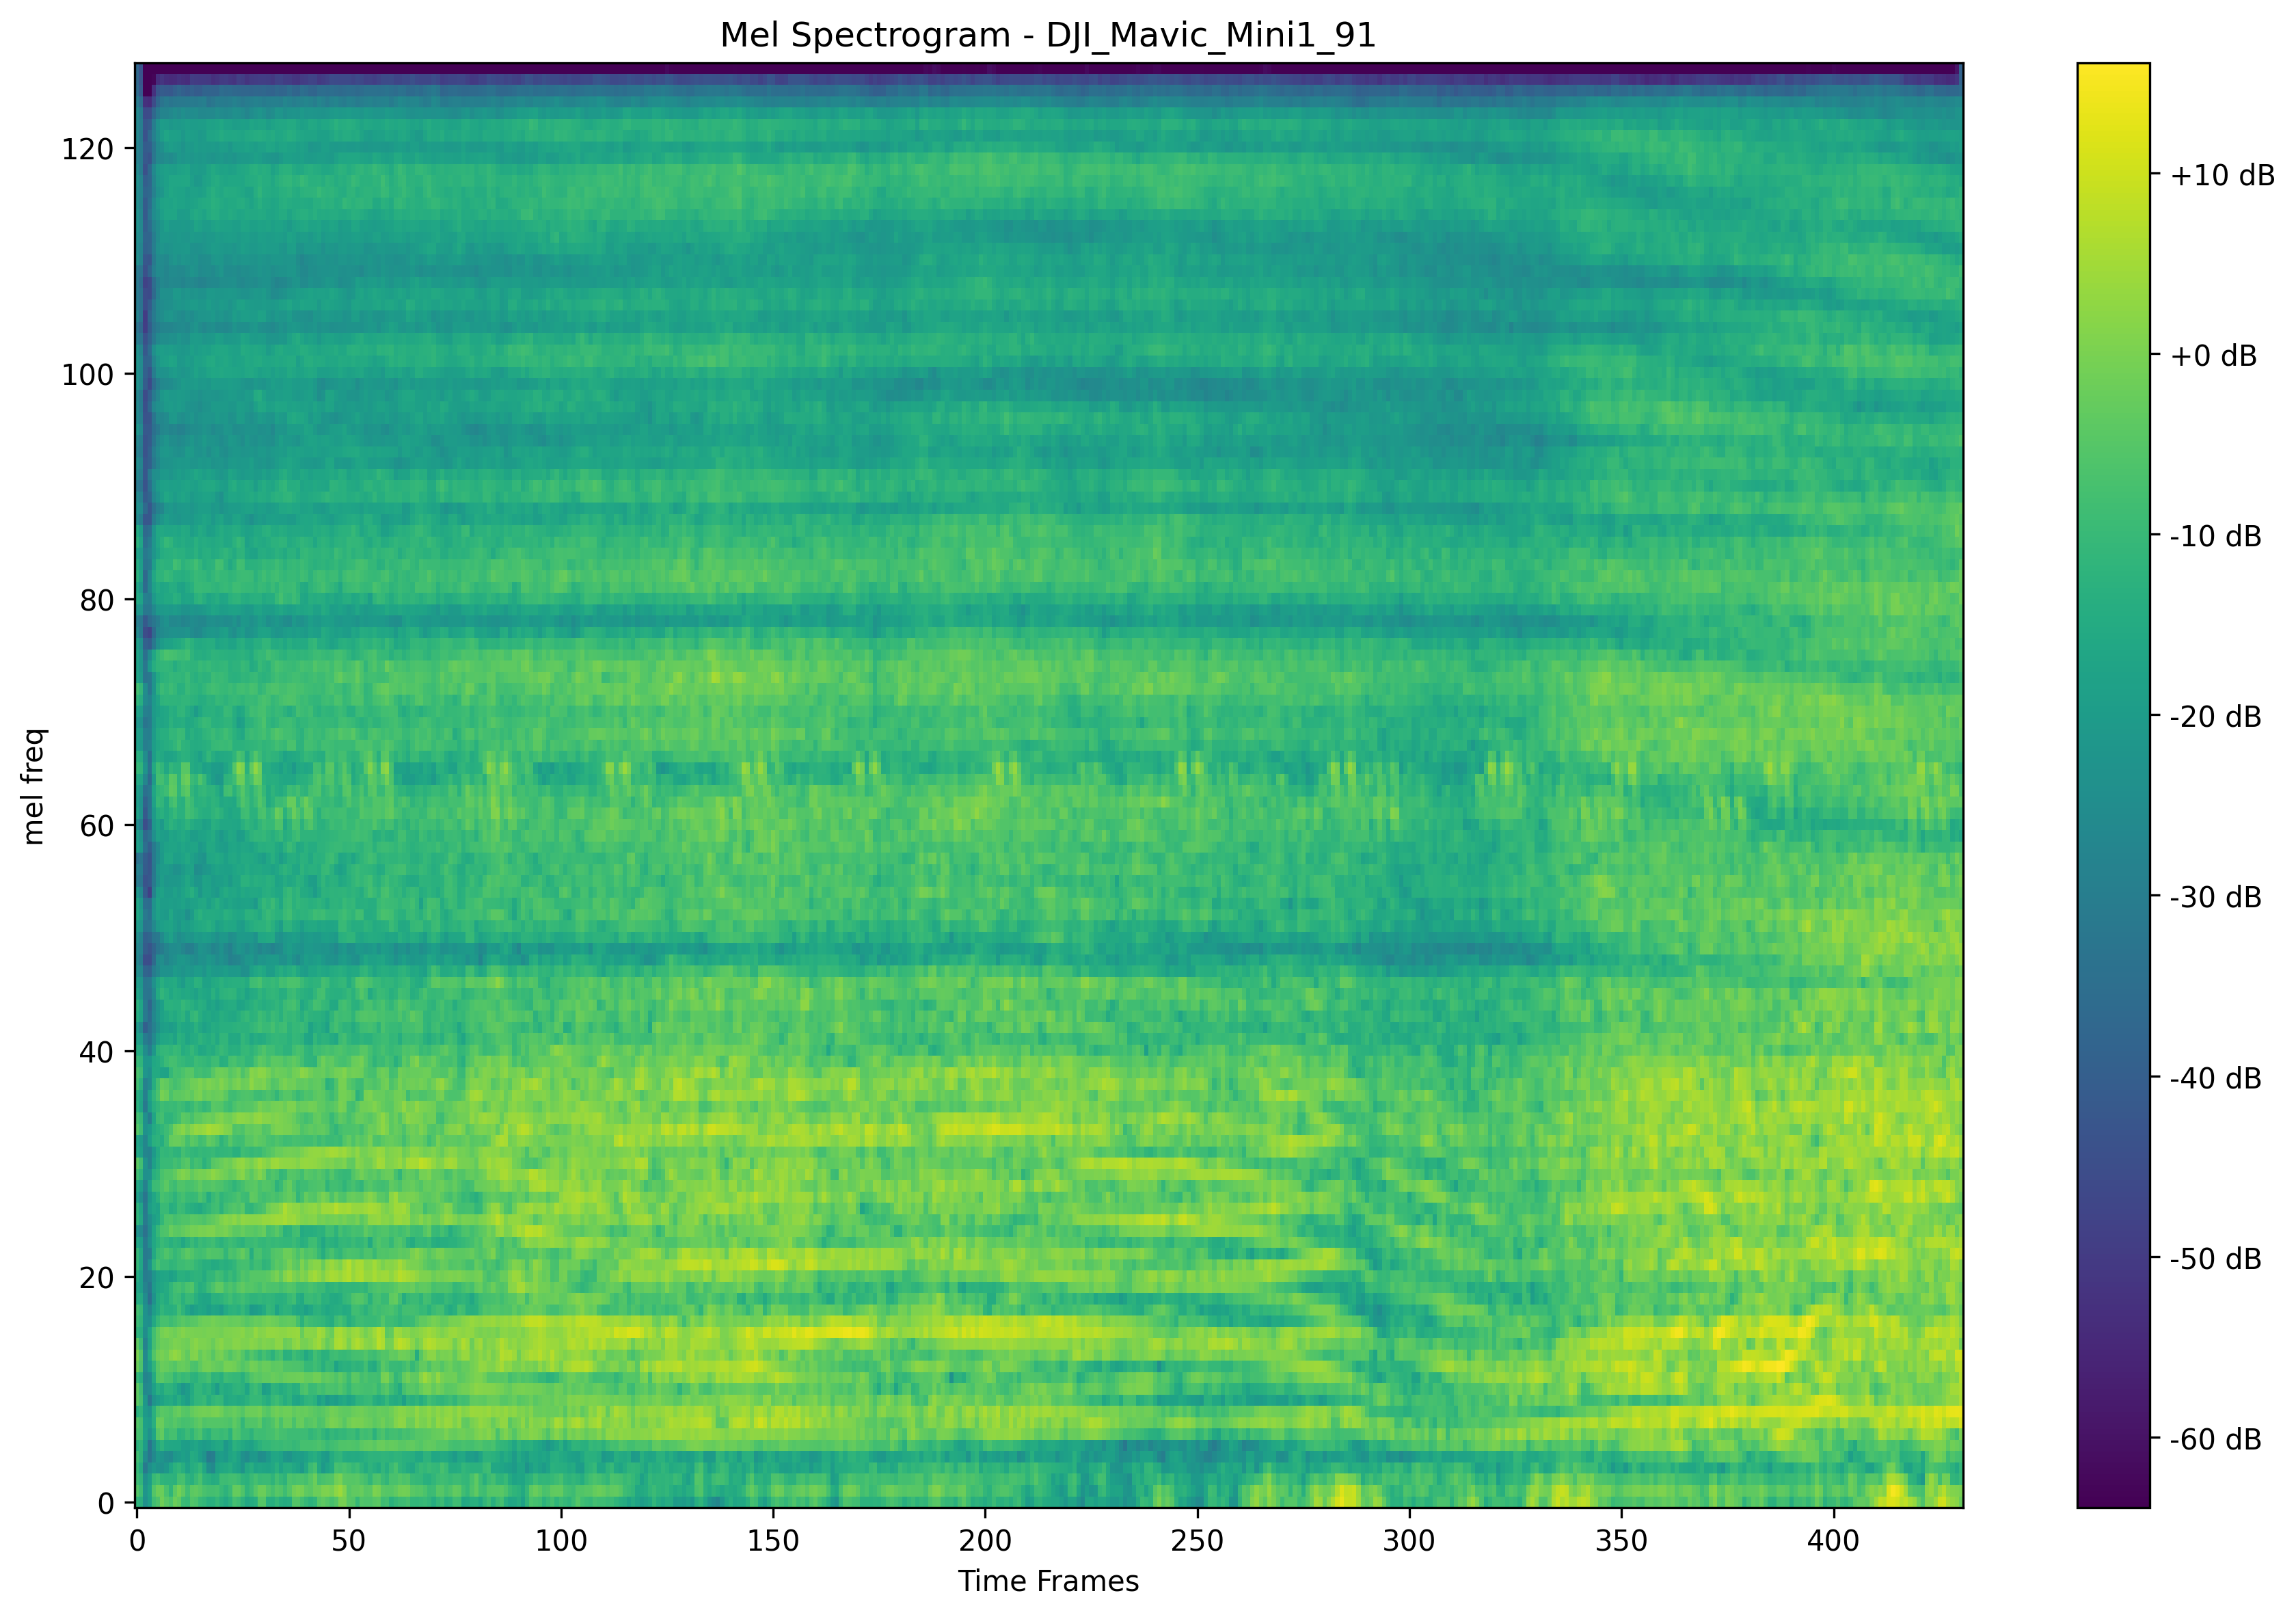 Mel Spectrogram - DJI_Mavic_Mini1_91
mel freq
120
100
80
60
40
20
0
0 50 100 150 200 250 300 350 400
Time Frames
+10 dB
+0 dB
-10 dB
-20 dB
-30 dB
-40 dB
-50 dB
-60 dB